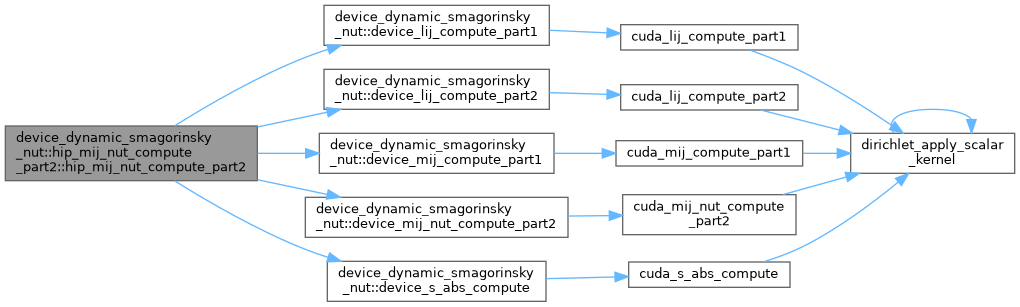 device_dynamic_smagorinsky
_nut::hip_mij_nut_compute
_part2::hip_mij_nut_compute_part2
device_dynamic_smagorinsky
_nut::device_lij_compute_part1
device_dynamic_smagorinsky
_nut::device_lij_compute_part2
device_dynamic_smagorinsky
_nut::device_mij_compute_part1
device_dynamic_smagorinsky
_nut::device_mij_nut_compute_part2
device_dynamic_smagorinsky
_nut::device_s_abs_compute
cuda_lij_compute_part1
cuda_lij_compute_part2
cuda_mij_compute_part1
cuda_mij_nut_compute
_part2
cuda_s_abs_compute
dirichlet_apply_scalar
_kernel